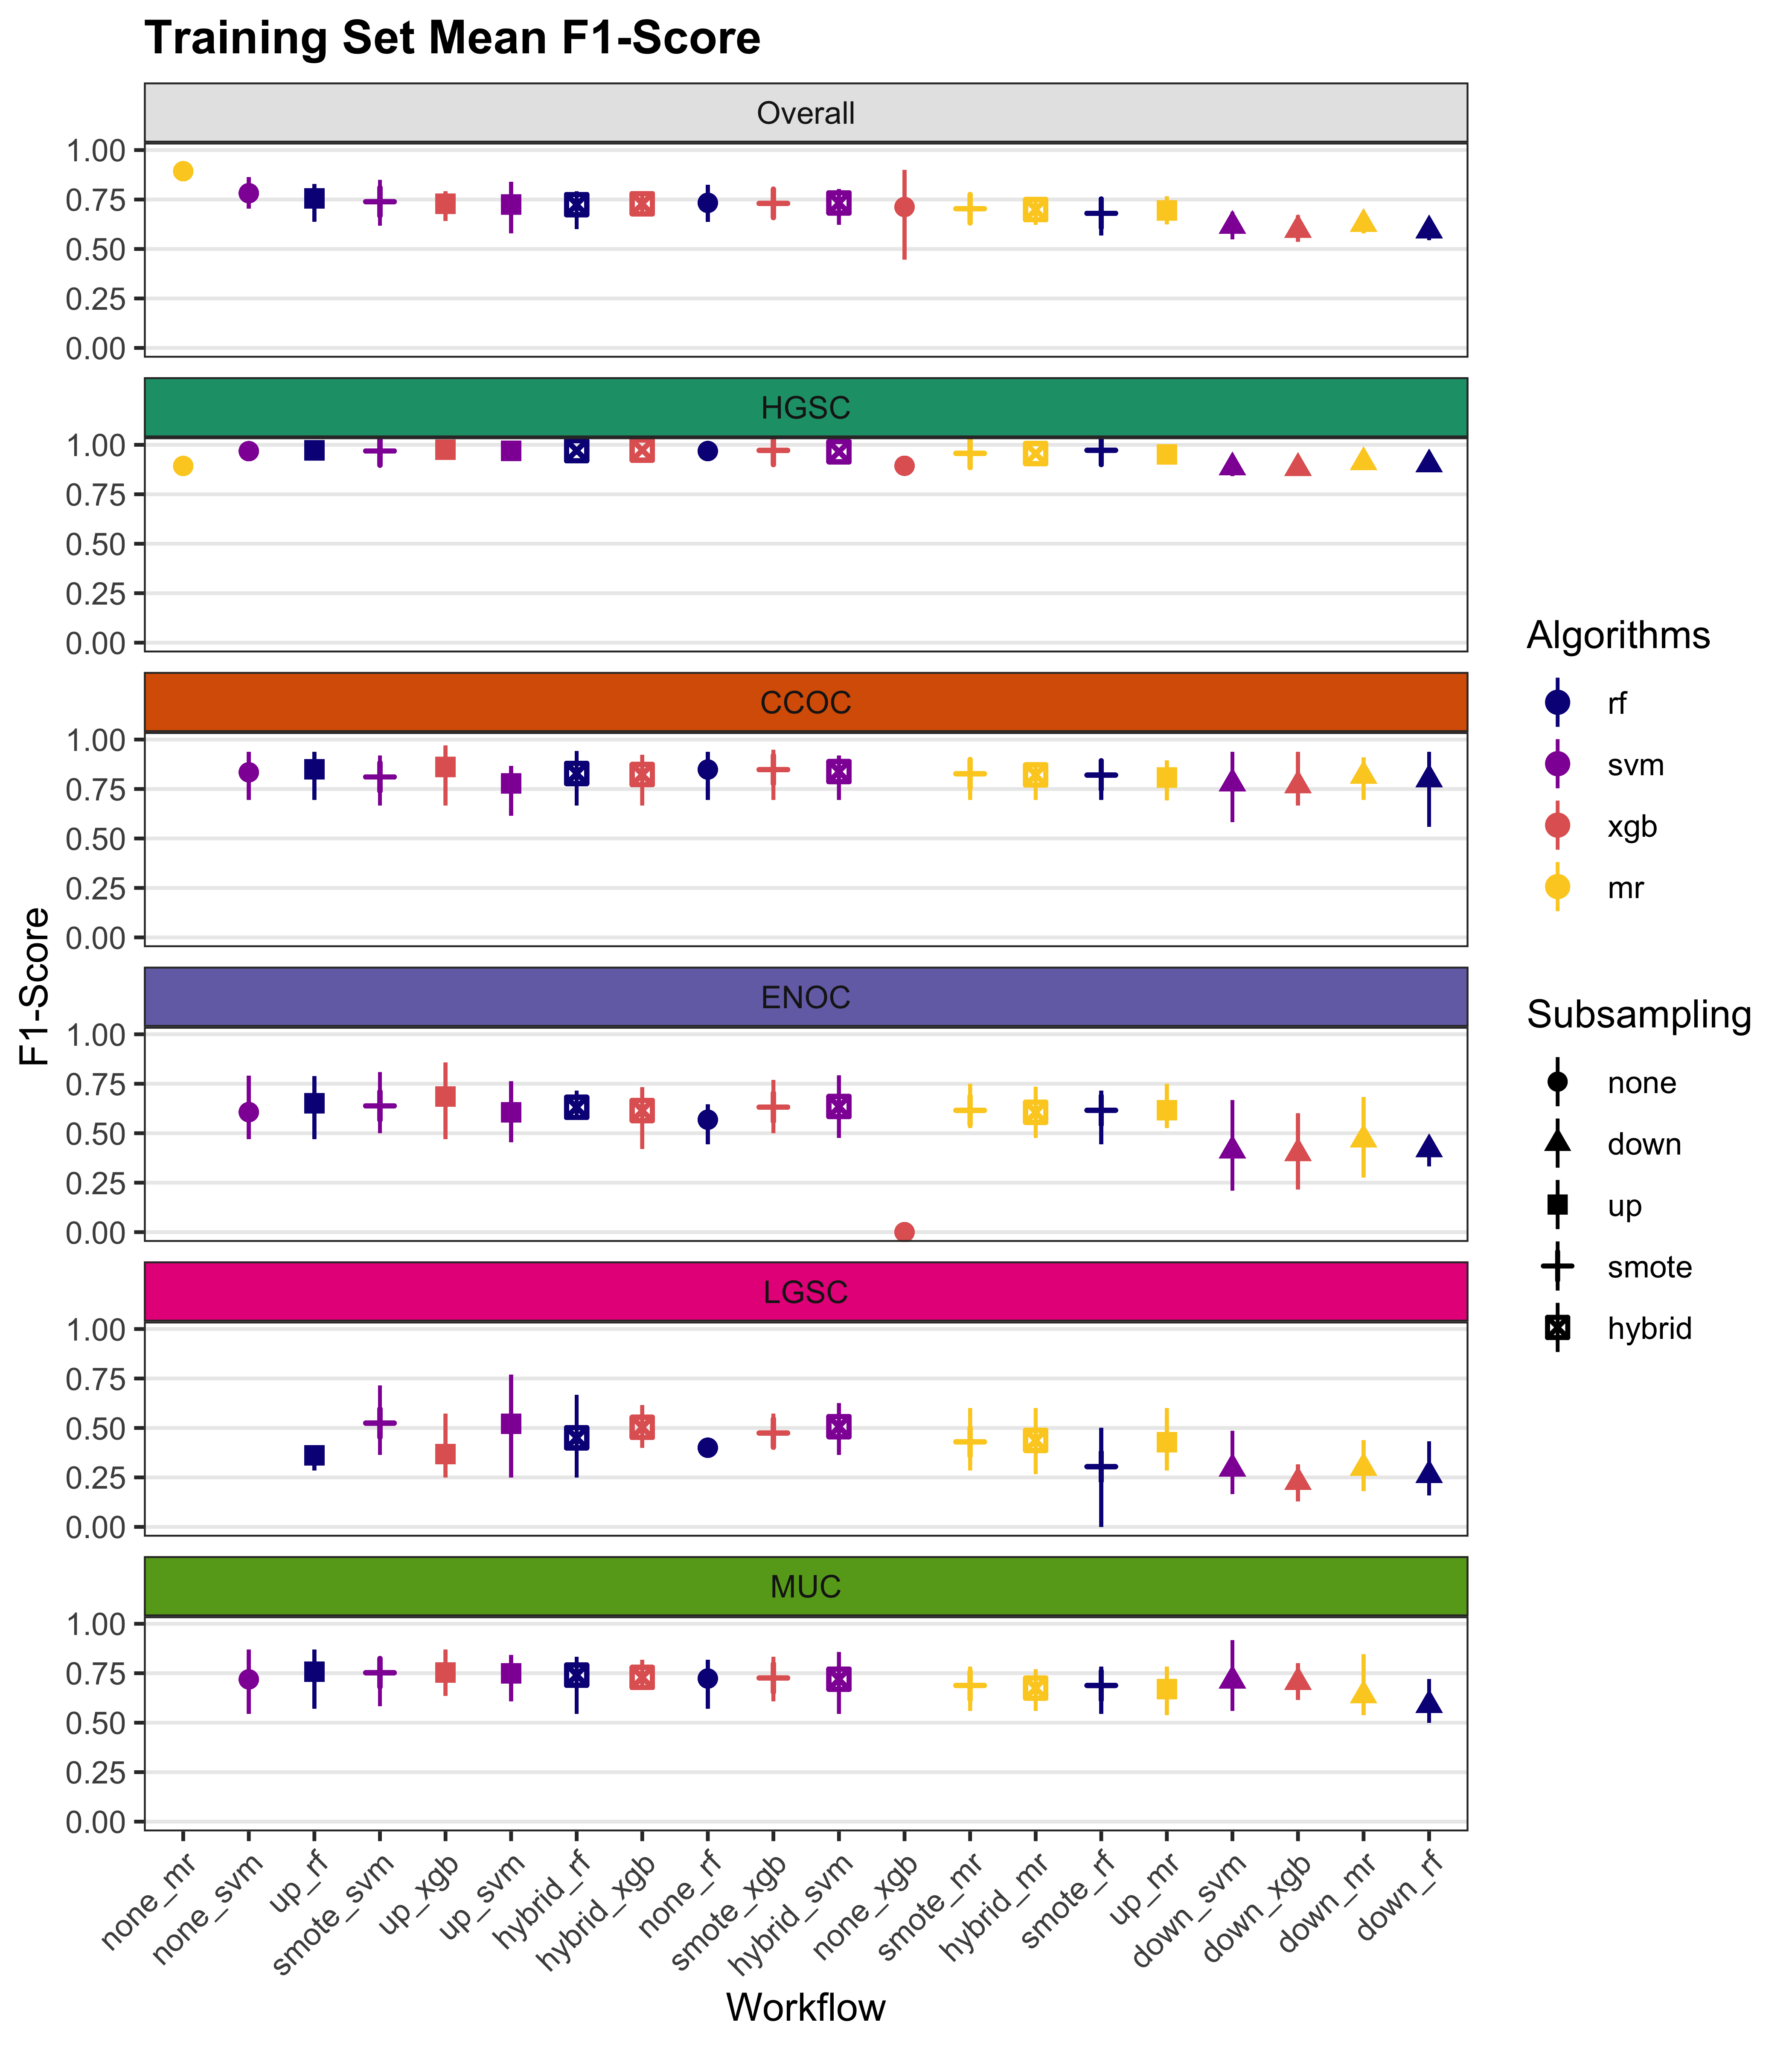 Training Set Mean F1-Score
Overall
1.00
0.75
0.50
0.25
0.00
HGSC
1.00
0.75
0.50
0.25
0.00
CCOC
1.00
0.75
0.50
0.25
0.00
ENOC
1.00
0.75
0.50
0.25
0.00
LGSC
1.00
0.75
0.50
0.25
0.00
MUC
1.00
0.75
0.50
0.25
0.00
F1-Score
none_mr
none_svm
up_rf
smote_svm
up_xgb
up_svm
hybrid_rf
hybrid_xgb
none_rf
smote_xgb
hybrid_svm
none_xgb
smote_mr
hybrid_mr
smote_rf
up_mr
down_svm
down_xgb
down_mr
down_rf
Workflow
Algorithms
rf
svm
xgb
mr
Subsampling
none
down
up
smote
hybrid